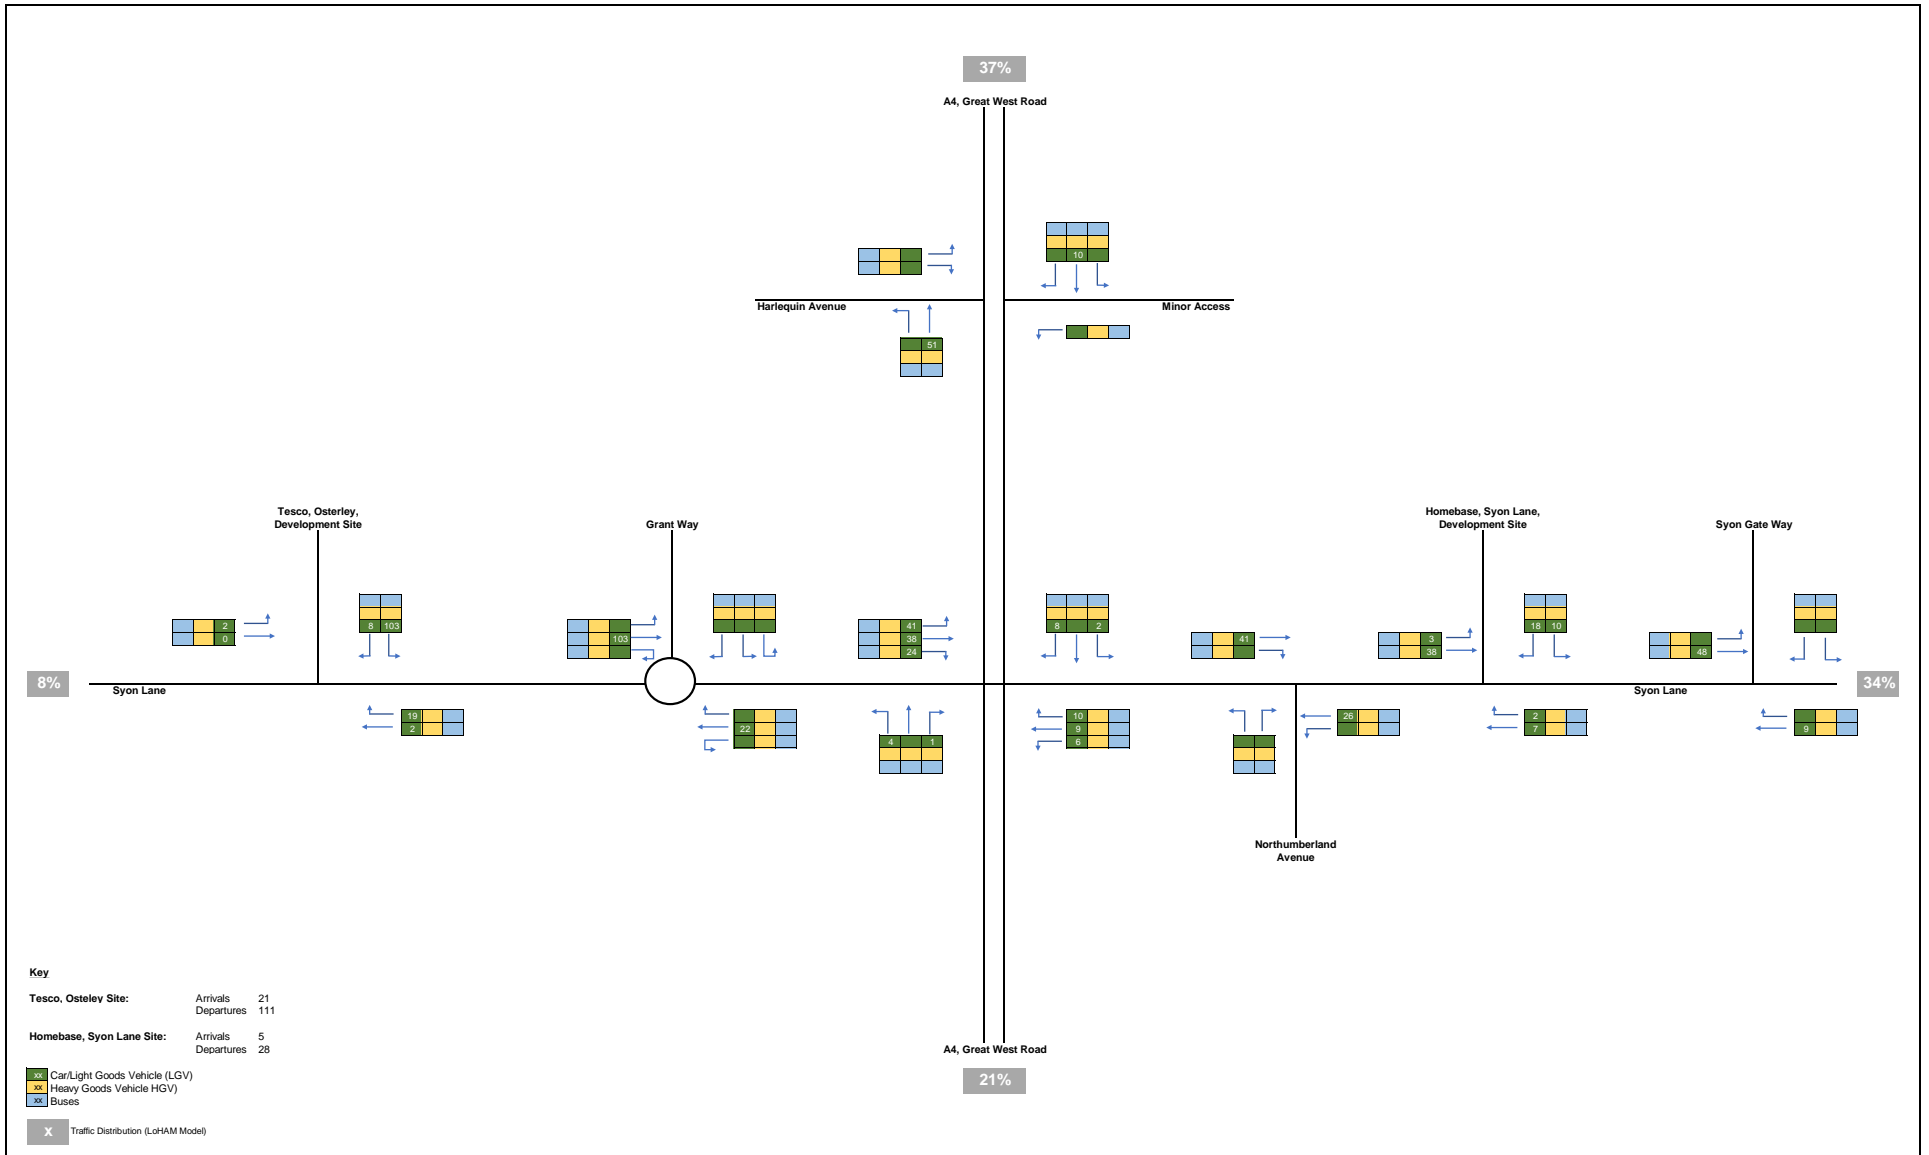 37%
A4, Great West Road
10
Harlequin Avenue
Minor Access
51
Tesco, Osterley,
Development Site
Grant Way
Homebase, Syon Lane,
Development Site
Syon Gate Way
2
0
8 103
103
41
38
24
8 2
41
3
38
18 10
48
8%
Syon Lane
Syon Lane
34%
19
2
22
4 1
10
9
6
26
2
7
9
Northumberland
Avenue
Key
Tesco, Osteley Site: Arrivals 21
Departures 111
Homebase, Syon Lane Site: Arrivals 5
Departures 28
A4, Great West Road
21%
xx Car/Light Goods Vehicle (LGV)
xx Heavy Goods Vehicle HGV)
xx Buses
X Traffic Distribution (LoHAM Model)